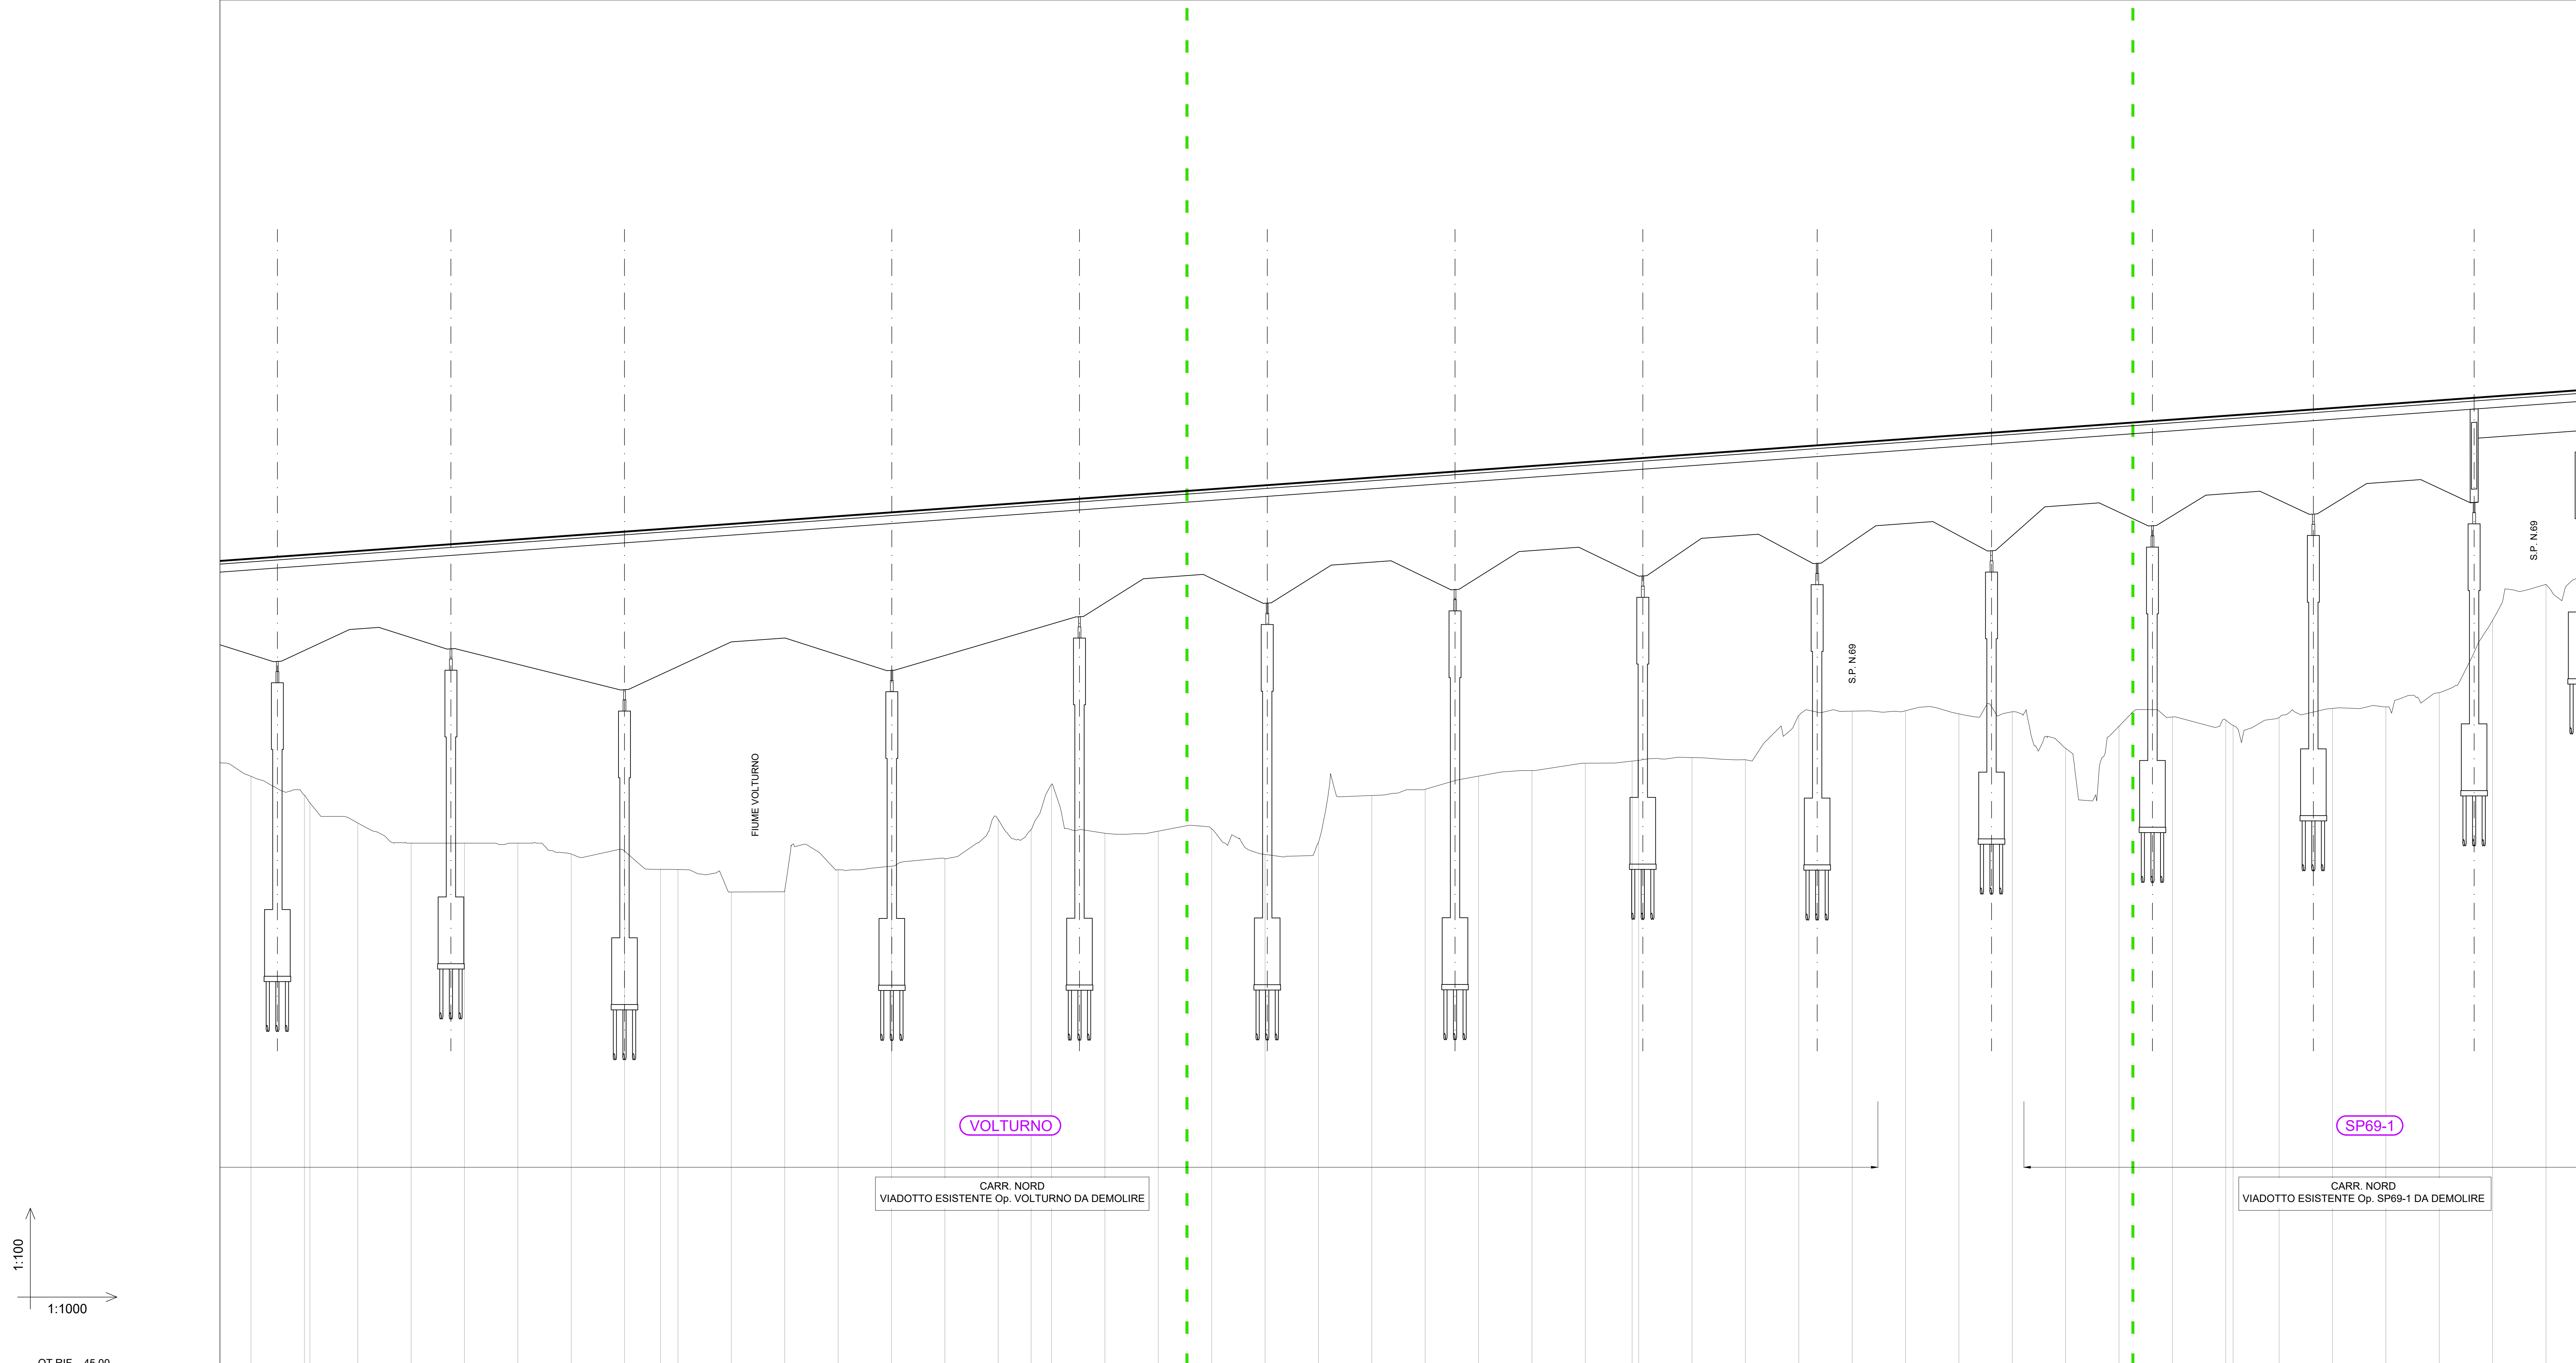 S.P. N.69
S.P. N.69
FIUME VOLTURNO
VOLTURNO
SP69-1
CARR. NORD
VIADOTTO ESISTENTE Op. VOLTURNO DA DEMOLIRE
CARR. NORD
VIADOTTO ESISTENTE Op. SP69-1 DA DEMOLIRE
1:100
1:1000